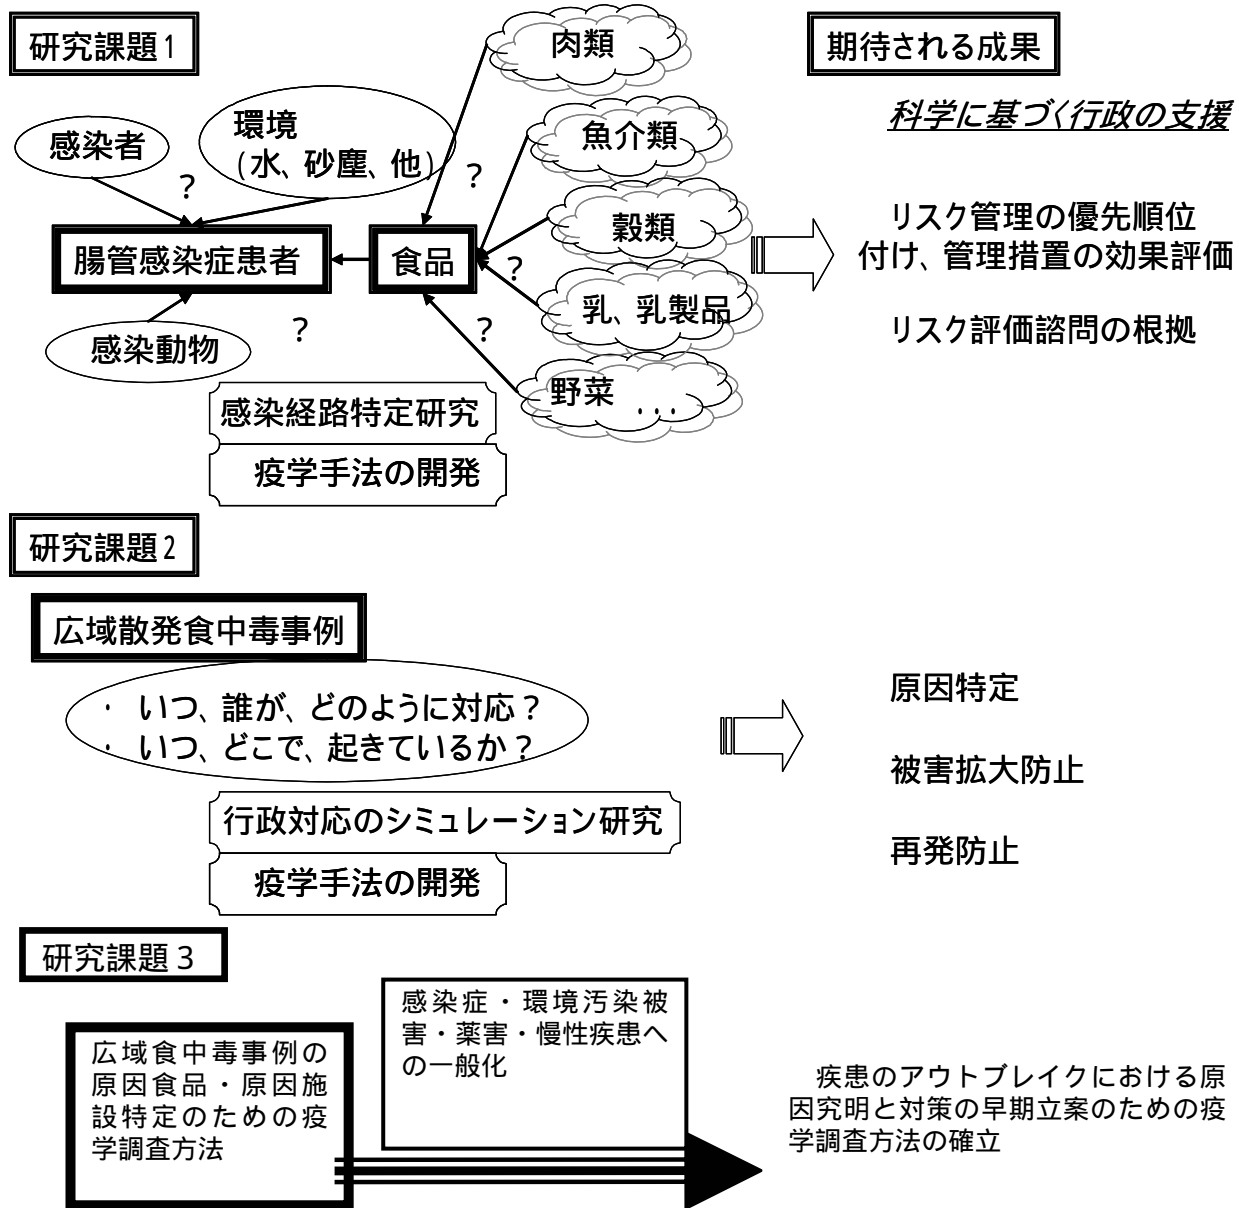 研究課題1
期待される成果
科学に基づく行政の支援
肉類
環境
(水、砂塵、他)
感染者
?
?
魚介類
穀類
腸管感染症患者
食品
?
乳、乳製品
?
?
感染動物
野菜
...
リスク管理の優先順位
付け、管理措置の効果評価
リスク評価諮問の根拠
感染経路特定研究
疫学手法の開発
研究課題2
広域散発食中毒事例
・ いつ、誰が、どのように対応?
・ いつ、どこで、起きているか?
原因特定
被害拡大防止
再発防止
行政対応のシミュレーション研究
疫学手法の開発
研究課題3
感染症・環境汚染被
害・薬害・慢性疾患へ
の一般化
広域食中毒事例の
原因食品・原因施
設特定のための疫
学調査方法
疾患のアウトブレイクにおける原
因究明と対策の早期立案のための疫
学調査方法の確立